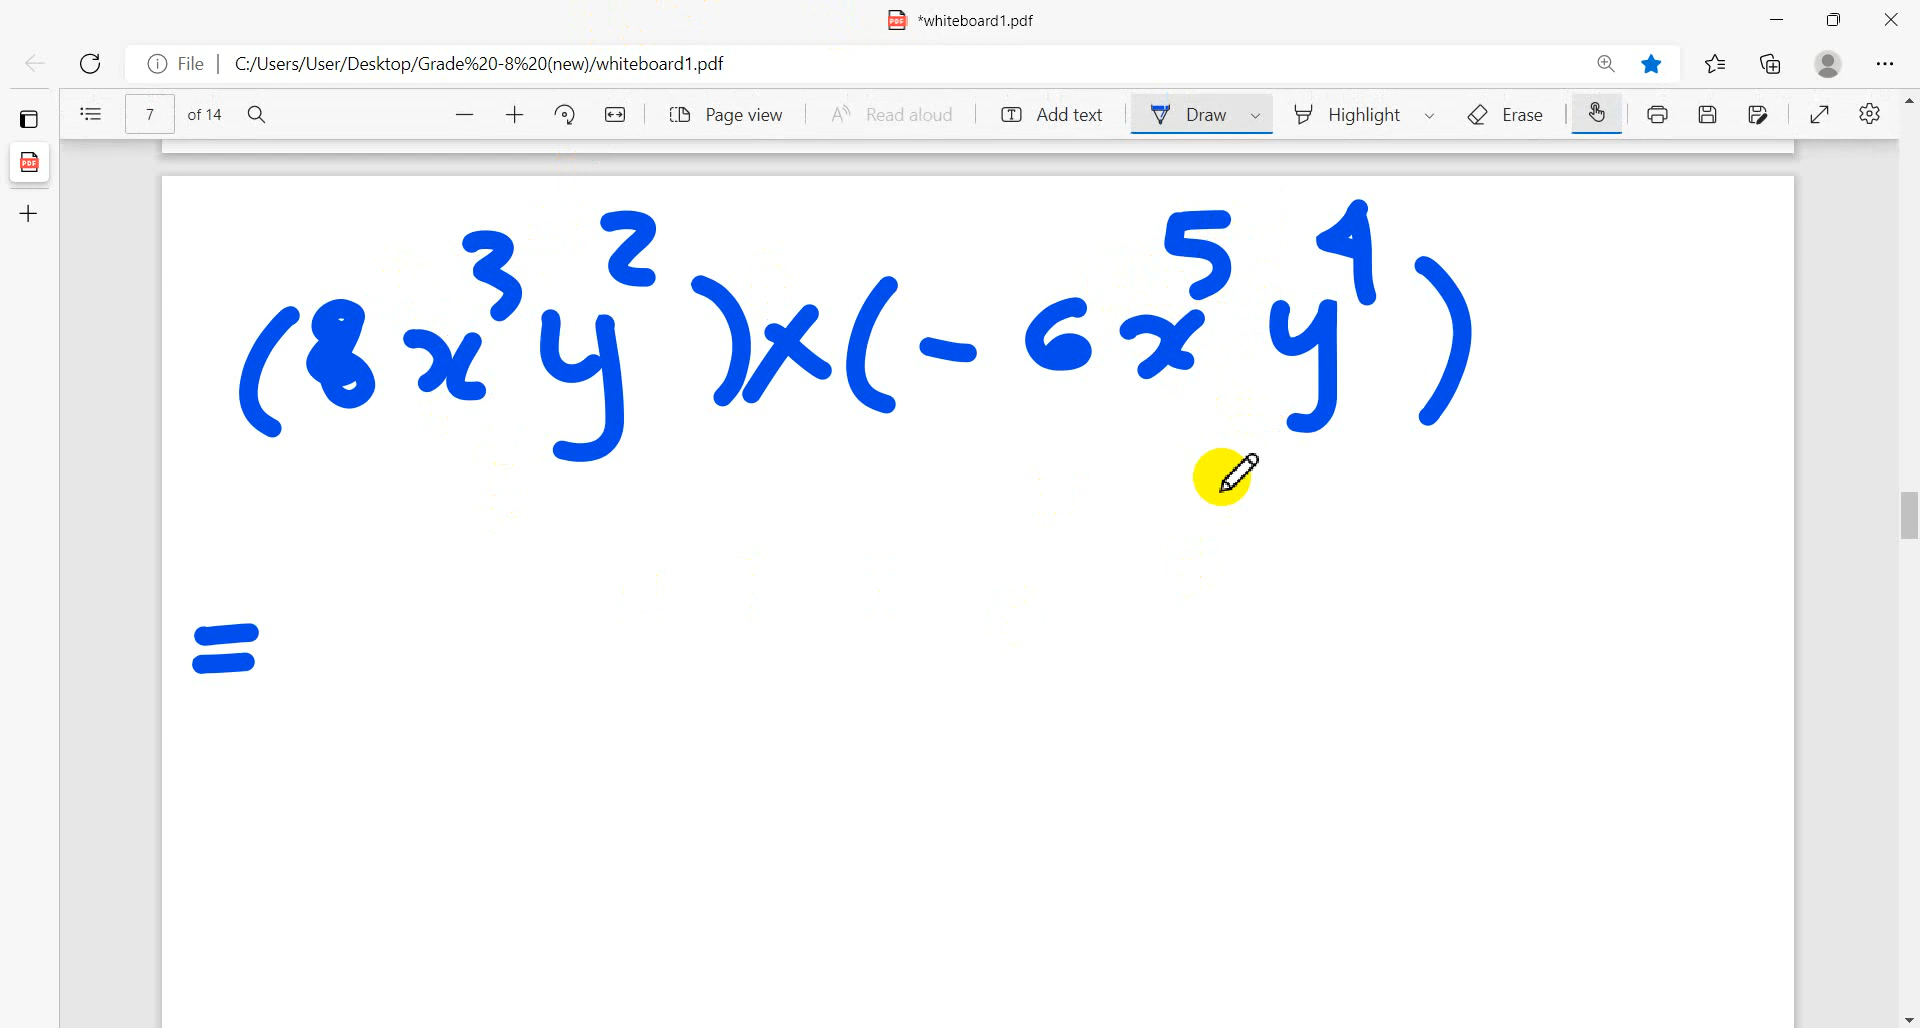 *whiteboard1.pdf
File | C:/Users/User/Desktop/Grade%20-8%20(new)/whiteboard1.pdf
7 of 14 Page view Read aloud Add text Draw Highlight Erase
(8x³y²)×(-6x⁵y⁴)
=